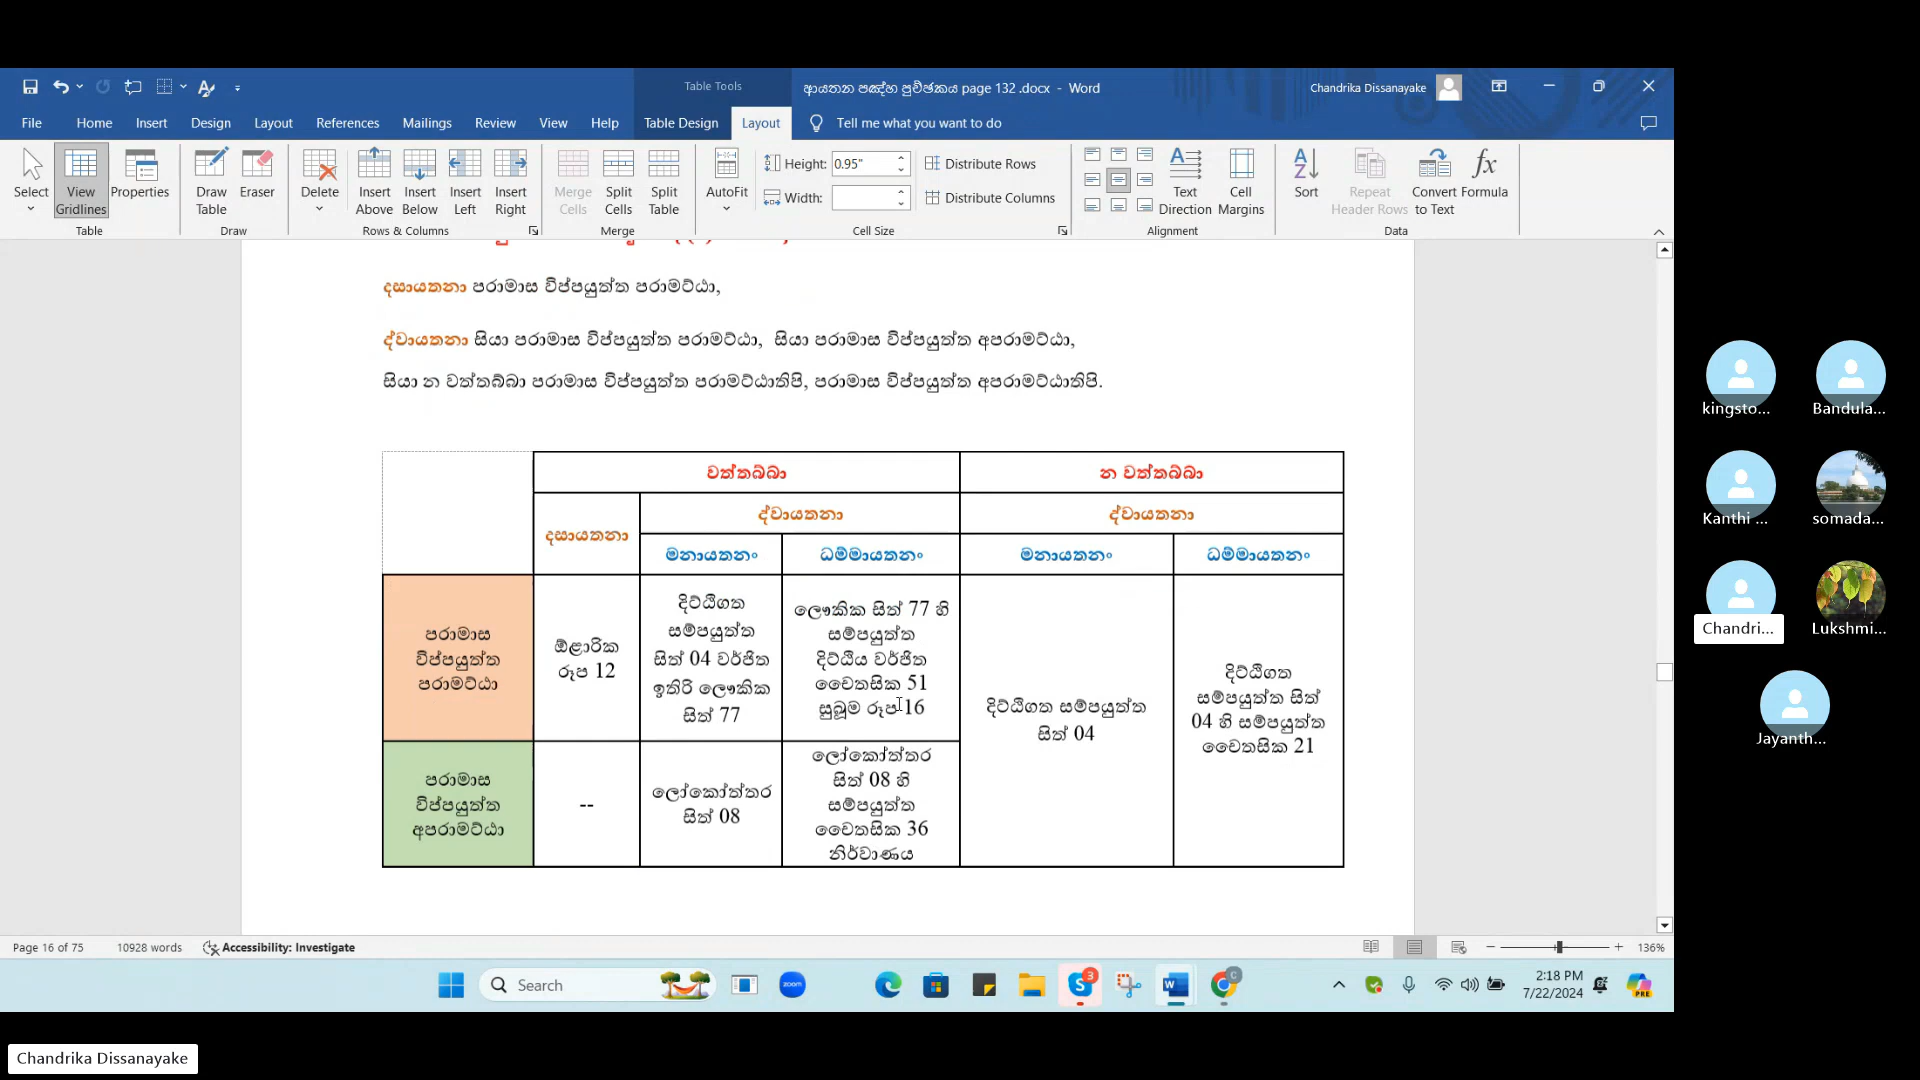 Table Tools
ආයතන පඤ්හ පුච්ඡකය page 132 .docx - Word
Chandrika Dissanayake
File Home Insert Design Layout References Mailings Review View Help Table Design Layout Tell me what you want to do
Select View Gridlines Properties Draw Table Eraser Delete Insert Above Insert Below Insert Left Insert Right Merge Cells Split Cells Split Table AutoFit
Height: 0.95" Distribute Rows
Width: Distribute Columns
Text Direction Cell Margins Sort Repeat Header Rows Convert to Text Formula
Table Draw Rows & Columns Merge Cell Size Alignment Data
දසායතනා පරාමාස විප්පයුත්ත පරාමට්ඨා,
ද්වායතනා සියා පරාමාස විප්පයුත්ත පරාමට්ඨා, සියා පරාමාස විප්පයුත්ත අපරාමට්ඨා,
සියා න වත්තබ්බා පරාමාස විප්පයුත්ත පරාමට්ඨාතිපි, පරාමාස විප්පයුත්ත අපරාමට්ඨාතිපි.
වත්තබ්බා න වත්තබ්බා
දසායතනා ද්වායතනා ද්වායතනා
මනායතනං ධම්මායතනං මනායතනං ධම්මායතනං
පරාමාස
විප්පයුත්ත
පරාමට්ඨා
ඕළාරික
රූප 12
දිට්ඨිගත
සම්පයුත්ත
සිත් 04 වර්ජිත
ඉතිරි ලෞකික
සිත් 77
ලෞකික සිත් 77 හි
සම්පයුත්ත
දිට්ඨිය වර්ජිත
චෛතසික 51
සුඛූම රූප 16
දිට්ඨිගත සම්පයුත්ත
සිත් 04
දිට්ඨිගත
සම්පයුත්ත සිත්
04 හි සම්පයුත්ත
චෛතසික 21
පරාමාස
විප්පයුත්ත
අපරාමට්ඨා
--
ලෝකෝත්තර
සිත් 08
ලෝකෝත්තර
සිත් 08 හි
සම්පයුත්ත
චෛතසික 36
නිර්වාණය
Page 16 of 75 10928 words Accessibility: Investigate 136%
Search zoom 3 2:18 PM
7/22/2024
PRE
kingsto... Bandula...
Kanthi ... somada...
Chandri... Lukshmi...
Jayanth...
Chandrika Dissanayake